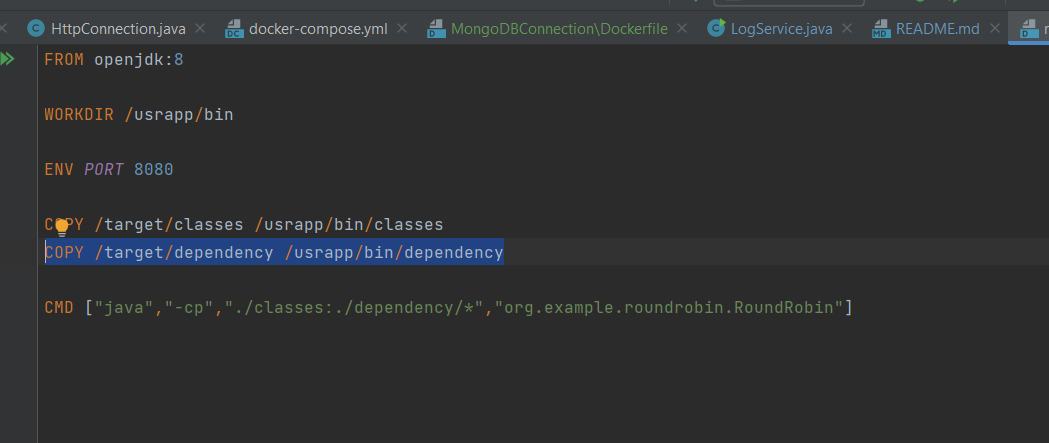 HttpConnection.java docker-compose.yml MongoDBConnection\Dockerfile LogService.java README.md
DC D MD D
FROM openjdk:8
WORKDIR /usrapp/bin
ENV PORT 8080
COPY /target/classes /usrapp/bin/classes
COPY /target/dependency /usrapp/bin/dependency
CMD ["java","-cp","./classes:./dependency/*","org.example.roundrobin.RoundRobin"]